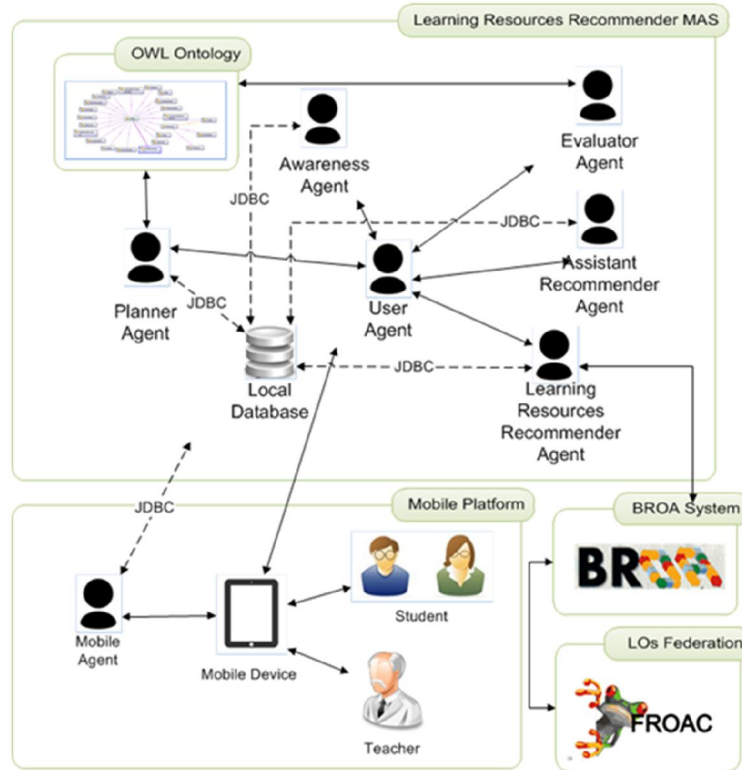 Learning Resources Recommender MAS
OWL Ontology
Awareness
Agent
Evaluator
Agent
JDBC
JDBC
Planner
Agent
JDBC
User
Agent
Assistant
Recommender
Agent
Local
Database
JDBC
Learning
Resources
Recommender
Agent
JDBC
Mobile Platform
BROA System
BROA
Student
Mobile
Agent
Mobile Device
Teacher
LOs Federation
FROAC